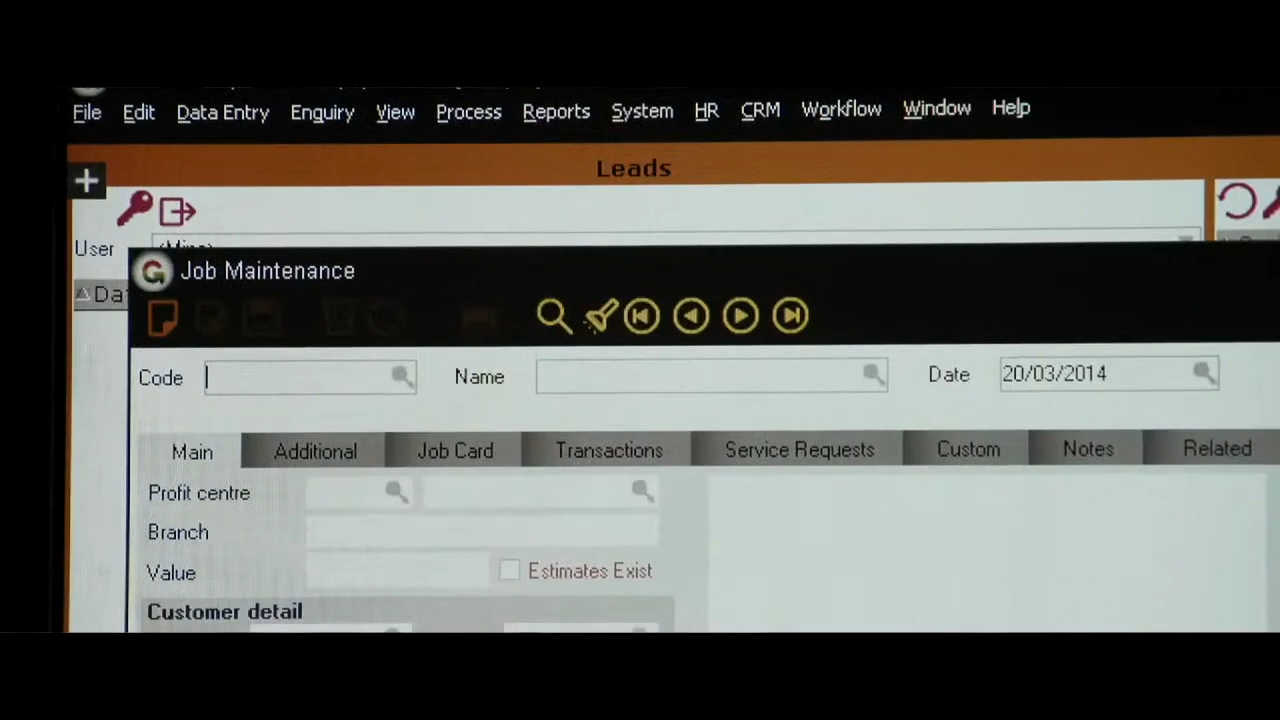 File Edit Data Entry Enquiry View Process Reports System HR CRM Workflow Window Help
Leads
User
Job Maintenance
Code Name Date 20/03/2014
Main Additional Job Card Transactions Service Requests Custom Notes Related
Profit centre
Branch
Value Estimates Exist
Customer detail